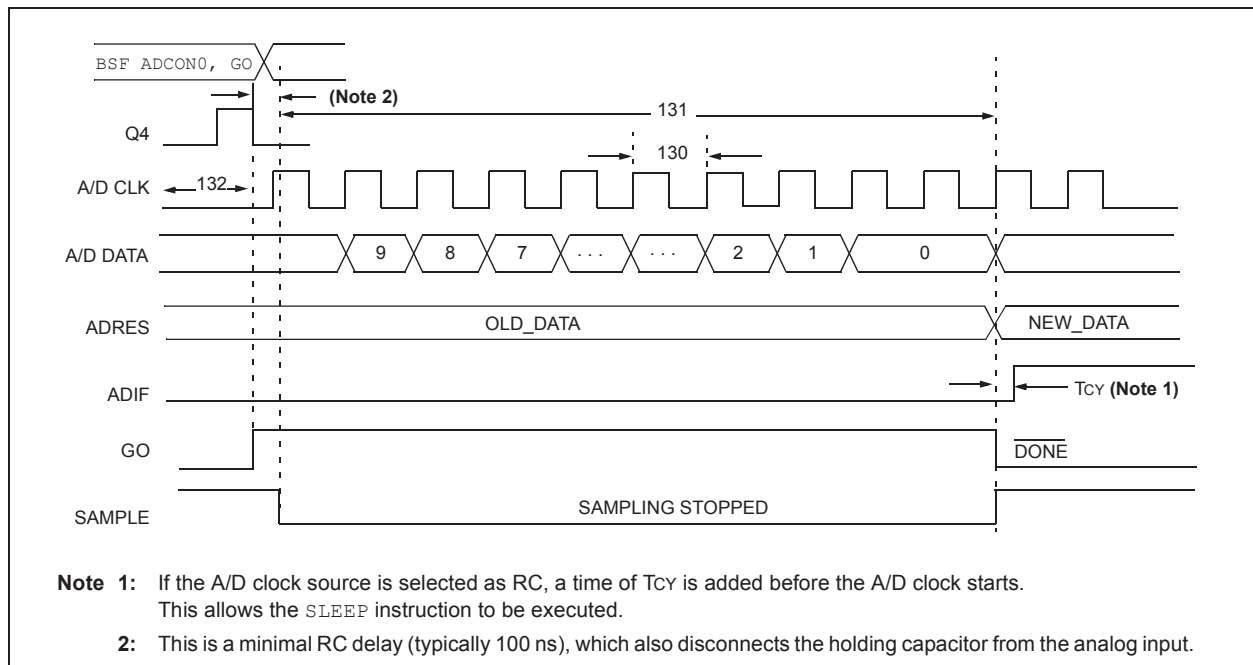 BSF ADCON0, GO
(Note 2)
131
Q4
130
A/D CLK
132
A/D DATA
9 8 7 . . . . . . 2 1 0
ADRES
OLD_DATA
NEW_DATA
ADIF
TCY (Note 1)
GO
DONE
SAMPLE
SAMPLING STOPPED
Note 1: If the A/D clock source is selected as RC, a time of TCY is added before the A/D clock starts.
This allows the SLEEP instruction to be executed.
2: This is a minimal RC delay (typically 100 ns), which also disconnects the holding capacitor from the analog input.